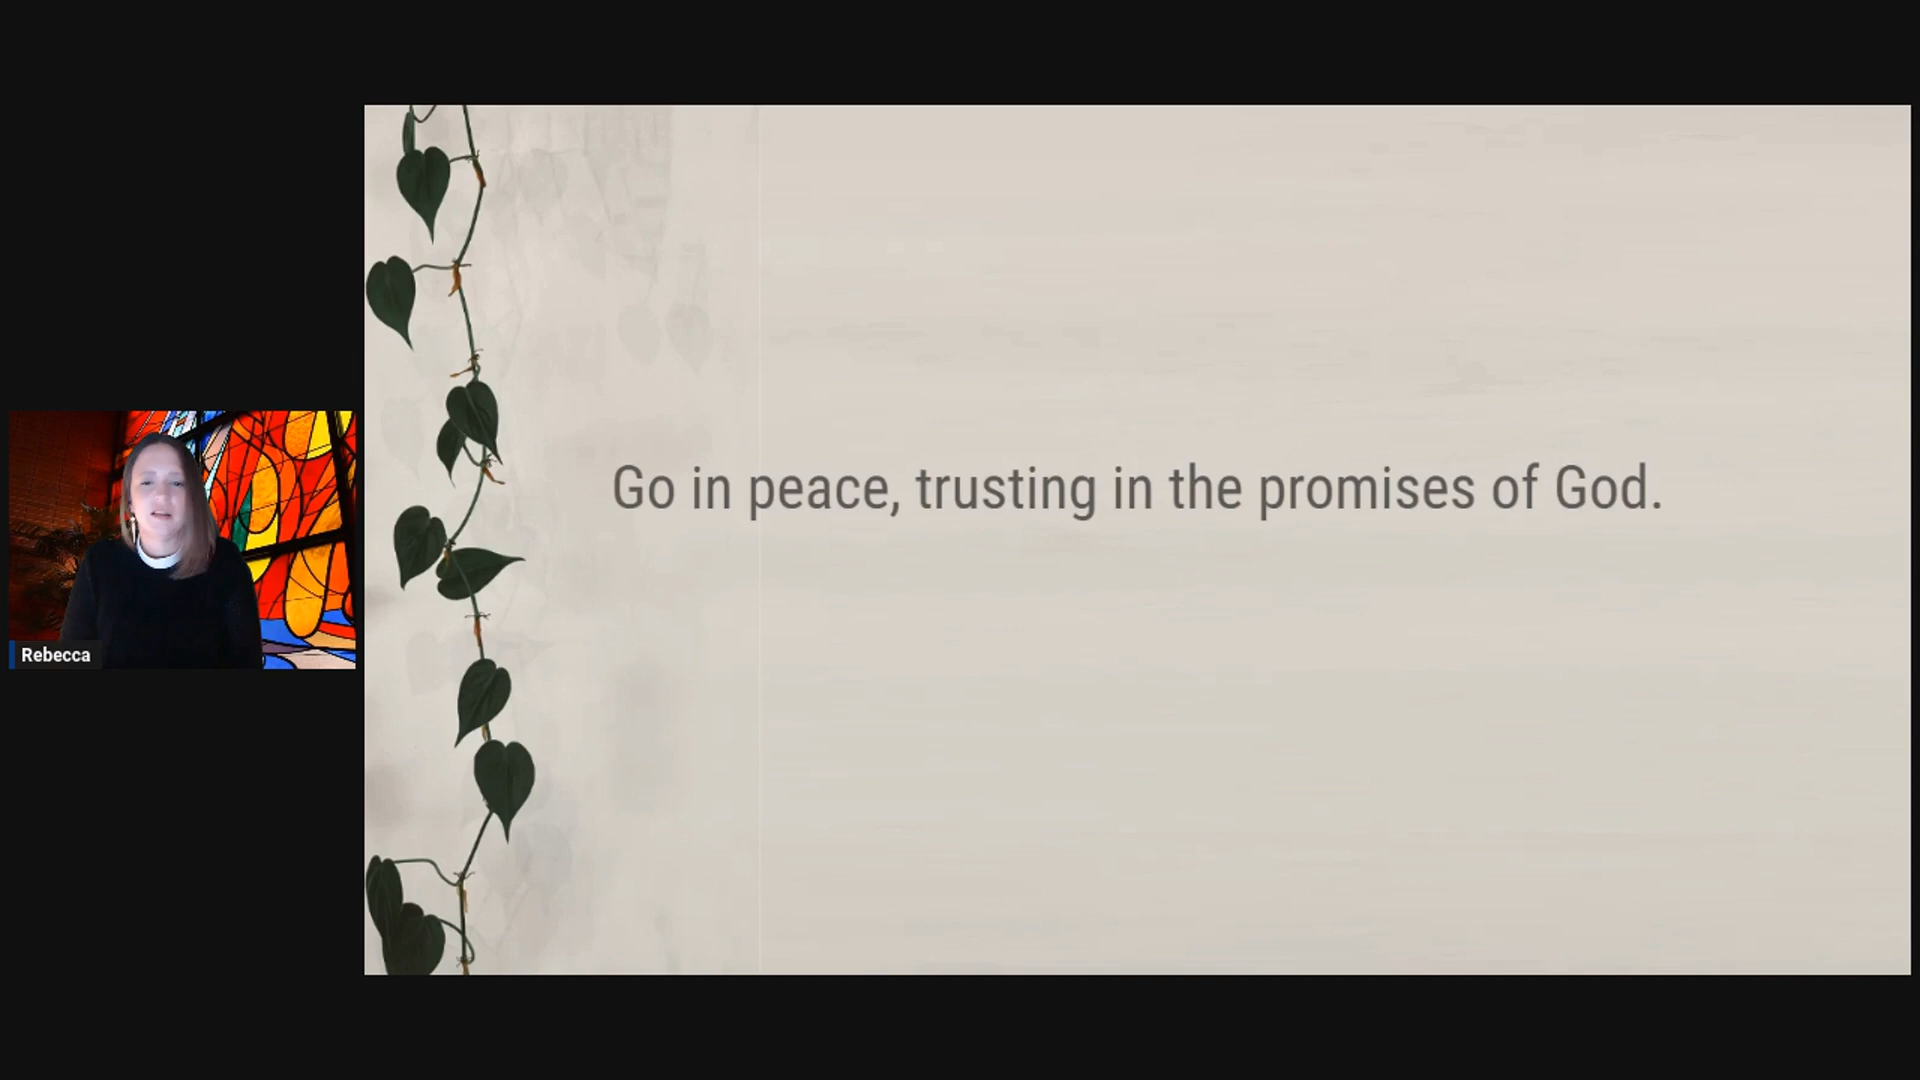 Go in peace, trusting in the promises of God.
Rebecca